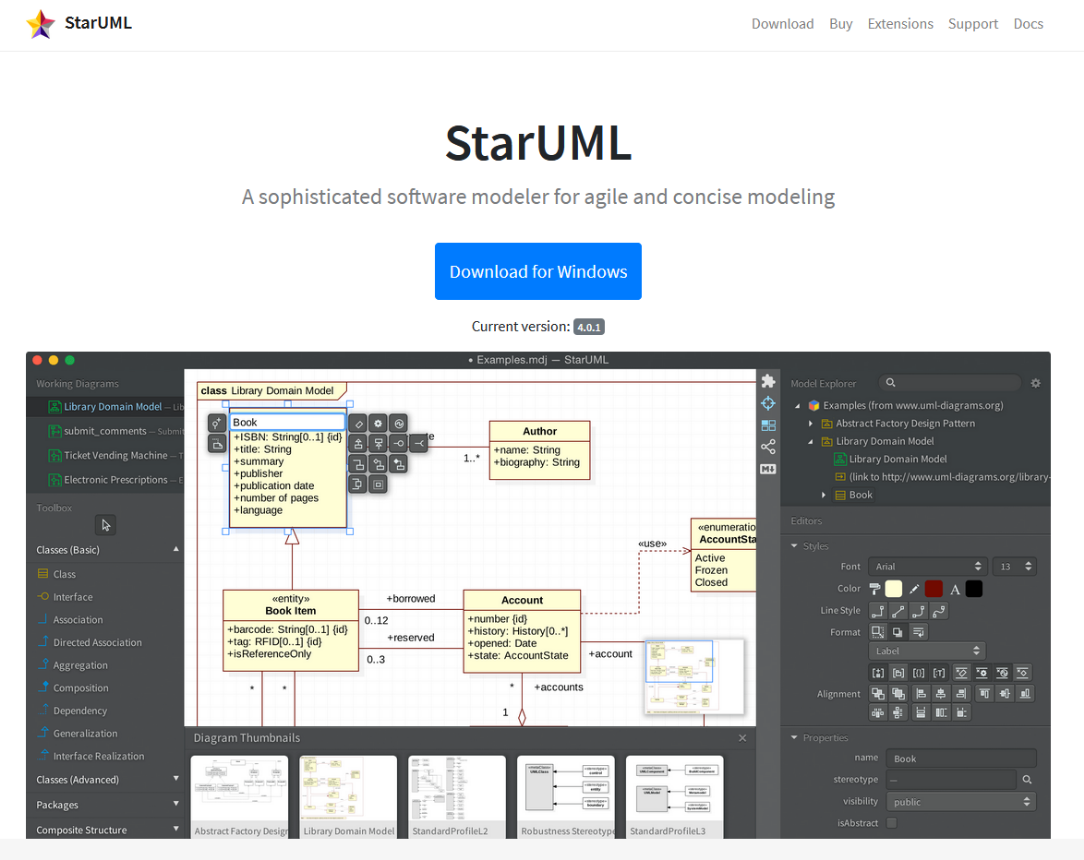 StarUML
Download Buy Extensions Support Docs
StarUML
A sophisticated software modeler for agile and concise modeling
Download for Windows
Current version: 4.0.1
• Examples.mdj — StarUML
Working Diagrams
Library Domain Model — Lib
submit_comments — Submit
Ticket Vending Machine — T
Electronic Prescriptions — E
Toolbox
Classes (Basic)
Class
Interface
Association
Directed Association
Aggregation
Composition
Dependency
Generalization
Interface Realization
Classes (Advanced)
Packages
Composite Structure
class Library Domain Model
Book
+ISBN: String[0..1] {id}
+title: String
+summary
+publisher
+publication date
+number of pages
+language
1..*
Author
+name: String
+biography: String
«use»
«enumeratio
AccountSta
Active
Frozen
Closed
«entity»
Book Item
+barcode: String[0..1] {id}
+tag: RFID[0..1] {id}
+isReferenceOnly
* *
+borrowed
0..12
+reserved
0..3
Account
+number {id}
+history: History[0..*]
+opened: Date
+state: AccountState
+account
* +accounts
1
Diagram Thumbnails
Abstract Factory Design
Library Domain Model
StandardProfileL2
Robustness Stereotype
StandardProfileL3
Model Explorer
Examples (from www.uml-diagrams.org)
Abstract Factory Design Pattern
Library Domain Model
Library Domain Model
(link to http://www.uml-diagrams.org/library-
Book
Editors
Styles
Font Arial 13
Color A
Line Style
Format
Label
Alignment
Properties
name Book
stereotype —
visibility public
isAbstract